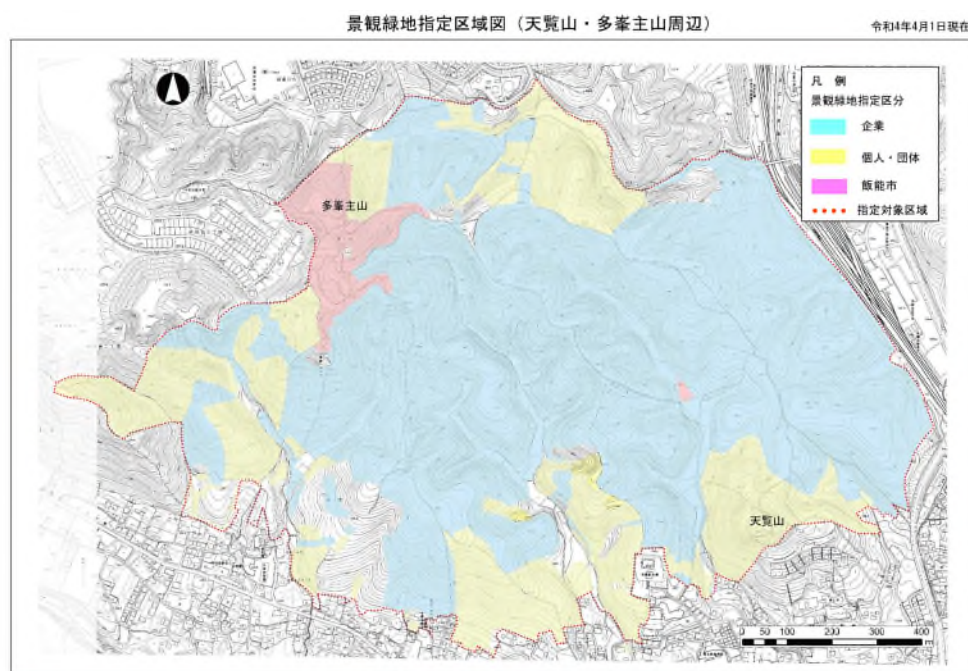 景観緑地指定区域図（天覧山・多峯主山周辺）
令和4年4月1日現在
凡 例
景観緑地指定区分
企業
個人・団体
飯能市
指定対象区域
多峯主山
天覧山
0 50 100 200 300 400
m